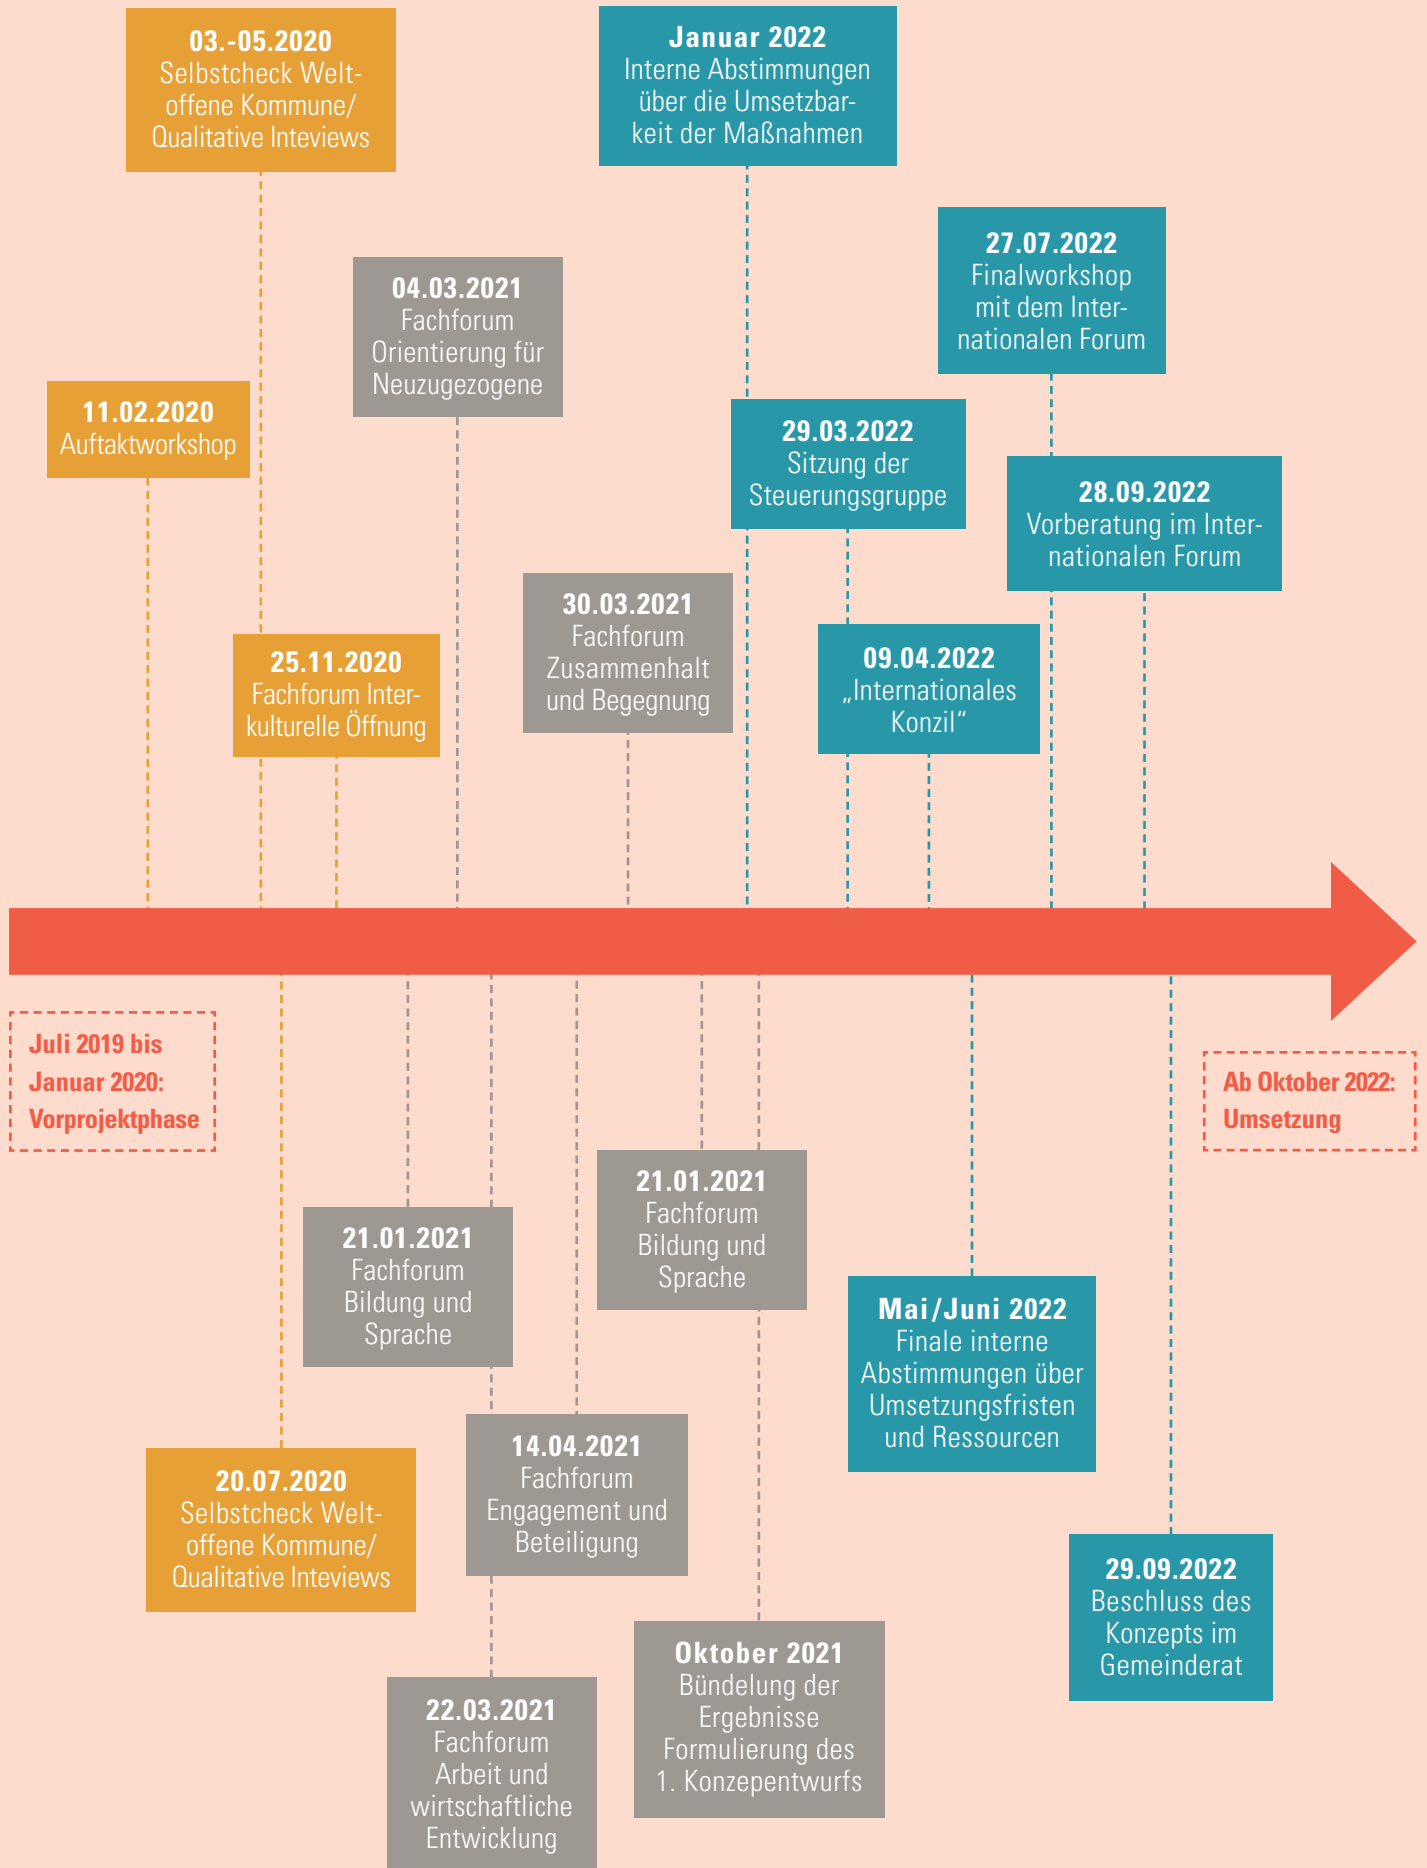 03.-05.2020
Selbstcheck Welt-
offene Kommune/
Qualitative Inteviews
Januar 2022
Interne Abstimmungen
über die Umsetzbar-
keit der Maßnahmen
27.07.2022
Finalworkshop
mit dem Inter-
nationalen Forum
04.03.2021
Fachforum
Orientierung für
Neuzugezogene
11.02.2020
Auftaktworkshop
29.03.2022
Sitzung der
Steuerungsgruppe
28.09.2022
Vorberatung im Inter-
nationalen Forum
30.03.2021
Fachforum
Zusammenhalt
und Begegnung
25.11.2020
Fachforum Inter-
kulturelle Öffnung
09.04.2022
„Internationales
Konzil“
Juli 2019 bis
Januar 2020:
Vorprojektphase
Ab Oktober 2022:
Umsetzung
21.01.2021
Fachforum
Bildung und
Sprache
21.01.2021
Fachforum
Bildung und
Sprache
Mai/Juni 2022
Finale interne
Abstimmungen über
Umsetzungsfristen
und Ressourcen
20.07.2020
Selbstcheck Welt-
offene Kommune/
Qualitative Inteviews
14.04.2021
Fachforum
Engagement und
Beteiligung
29.09.2022
Beschluss des
Konzepts im
Gemeinderat
Oktober 2021
Bündelung der
Ergebnisse
Formulierung des
1. Konzepentwurfs
22.03.2021
Fachforum
Arbeit und
wirtschaftliche
Entwicklung